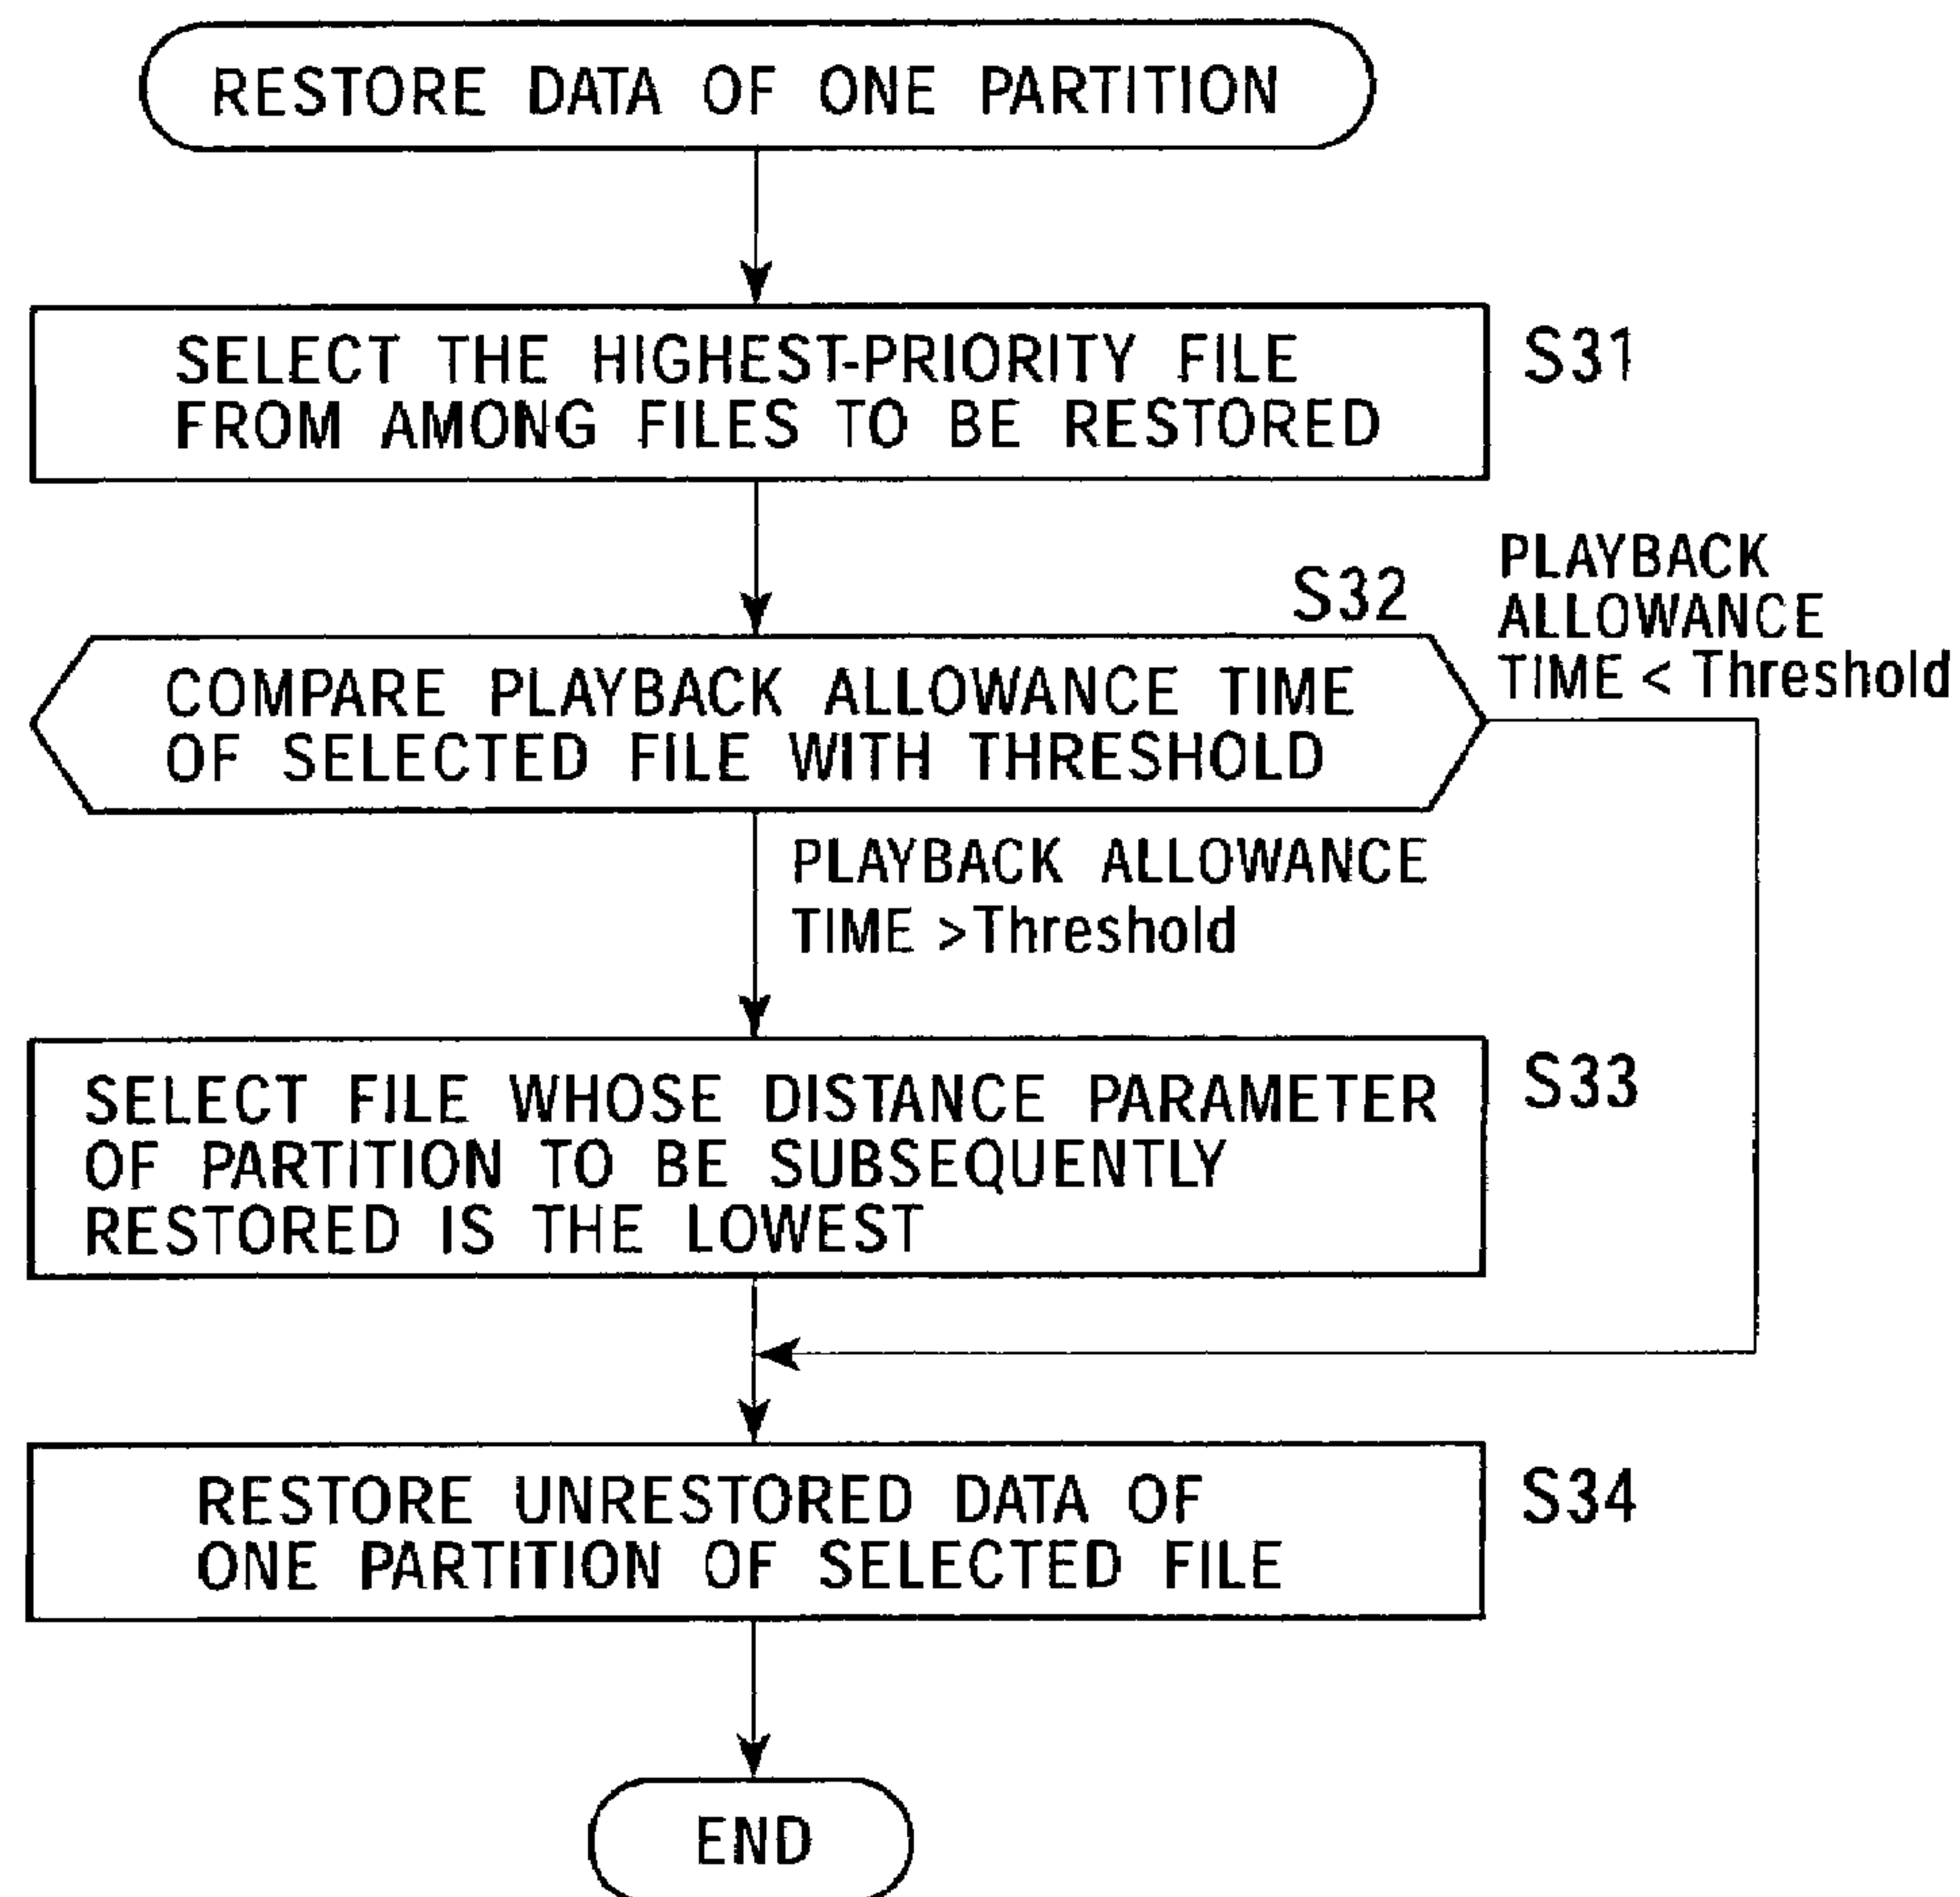 RESTORE DATA OF ONE PARTITION
SELECT THE HIGHEST-PRIORITY FILE
FROM AMONG FILES TO BE RESTORED
S31
S32
PLAYBACK
ALLOWANCE
TIME < Threshold
COMPARE PLAYBACK ALLOWANCE TIME
OF SELECTED FILE WITH THRESHOLD
PLAYBACK ALLOWANCE
TIME >Threshold
SELECT FILE WHOSE DISTANCE PARAMETER
OF PARTITION TO BE SUBSEQUENTLY
RESTORED IS THE LOWEST
S33
RESTORE UNRESTORED DATA OF
ONE PARTITION OF SELECTED FILE
S34
END